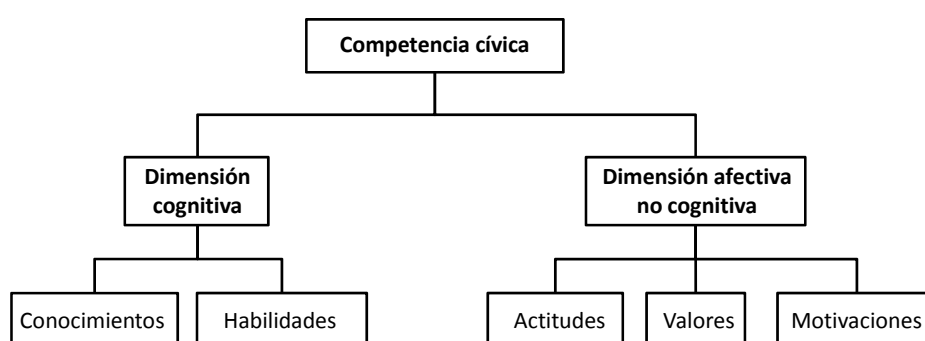 Competencia cívica
Dimensión
cognitiva
Dimensión afectiva
no cognitiva
Conocimientos
Habilidades
Actitudes
Valores
Motivaciones